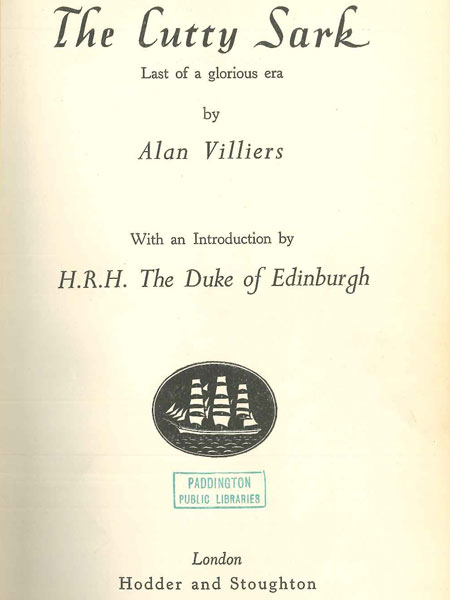 The Cutty Sark
Last of a glorious era
by
Alan Villiers
With an Introduction by
H.R.H. The Duke of Edinburgh
PADDINGTON
PUBLIC LIBRARIES
London
Hodder and Stoughton